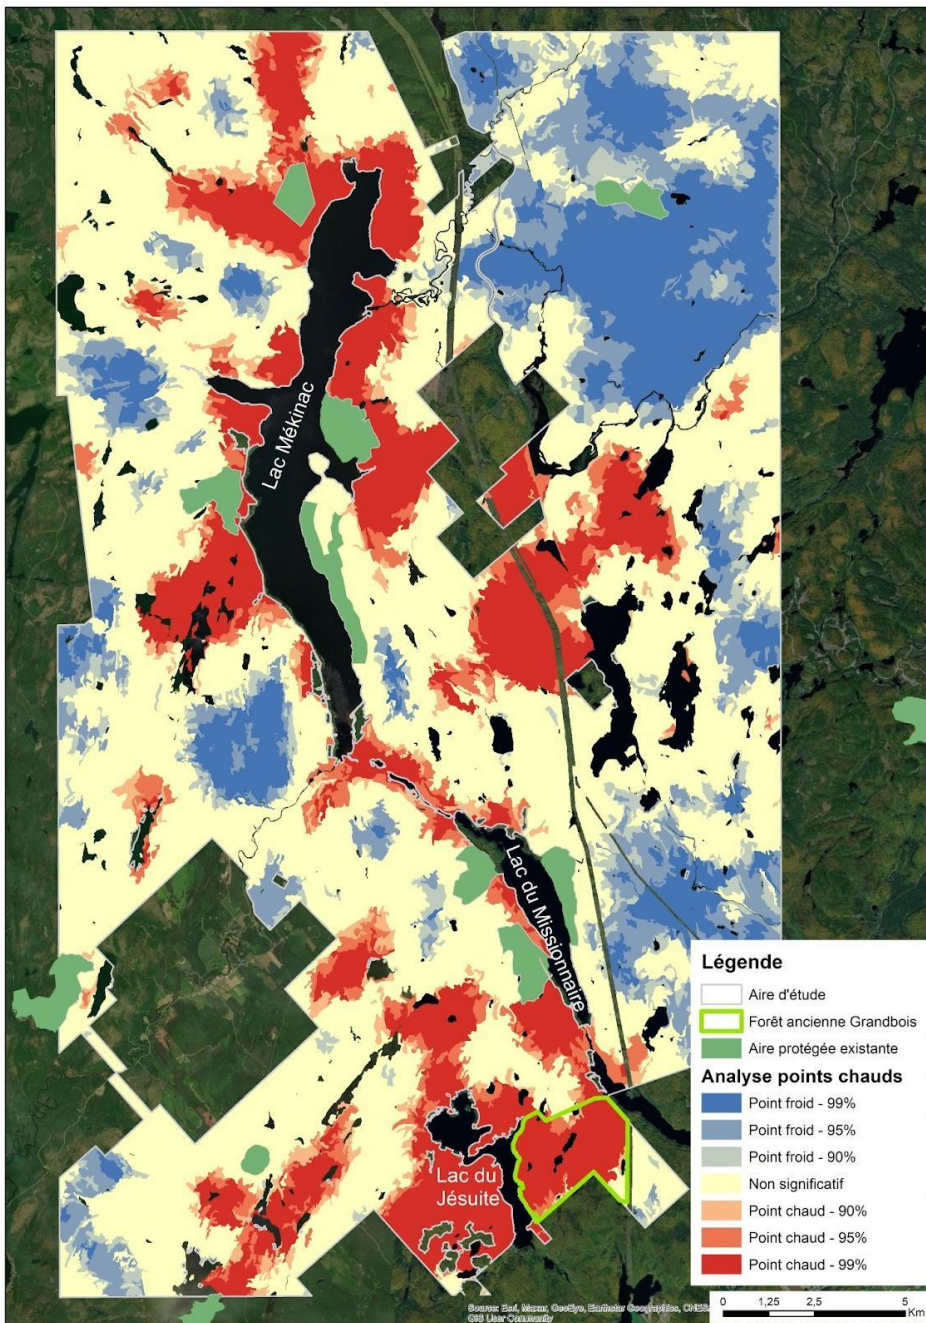 Lac Mékinac
Lac du Missionnaire
Lac du
Jésuite
Légende
Aire d'étude
Forêt ancienne Grandbois
Aire protégée existante
Analyse points chauds
Point froid - 99%
Point froid - 95%
Point froid - 90%
Non significatif
Point chaud - 90%
Point chaud - 95%
Point chaud - 99%
Source: Esri, Maxar, GeoEye, Earthstar Geographics, CNES/
GIS User Community
0 1,25 2,5 5
Km